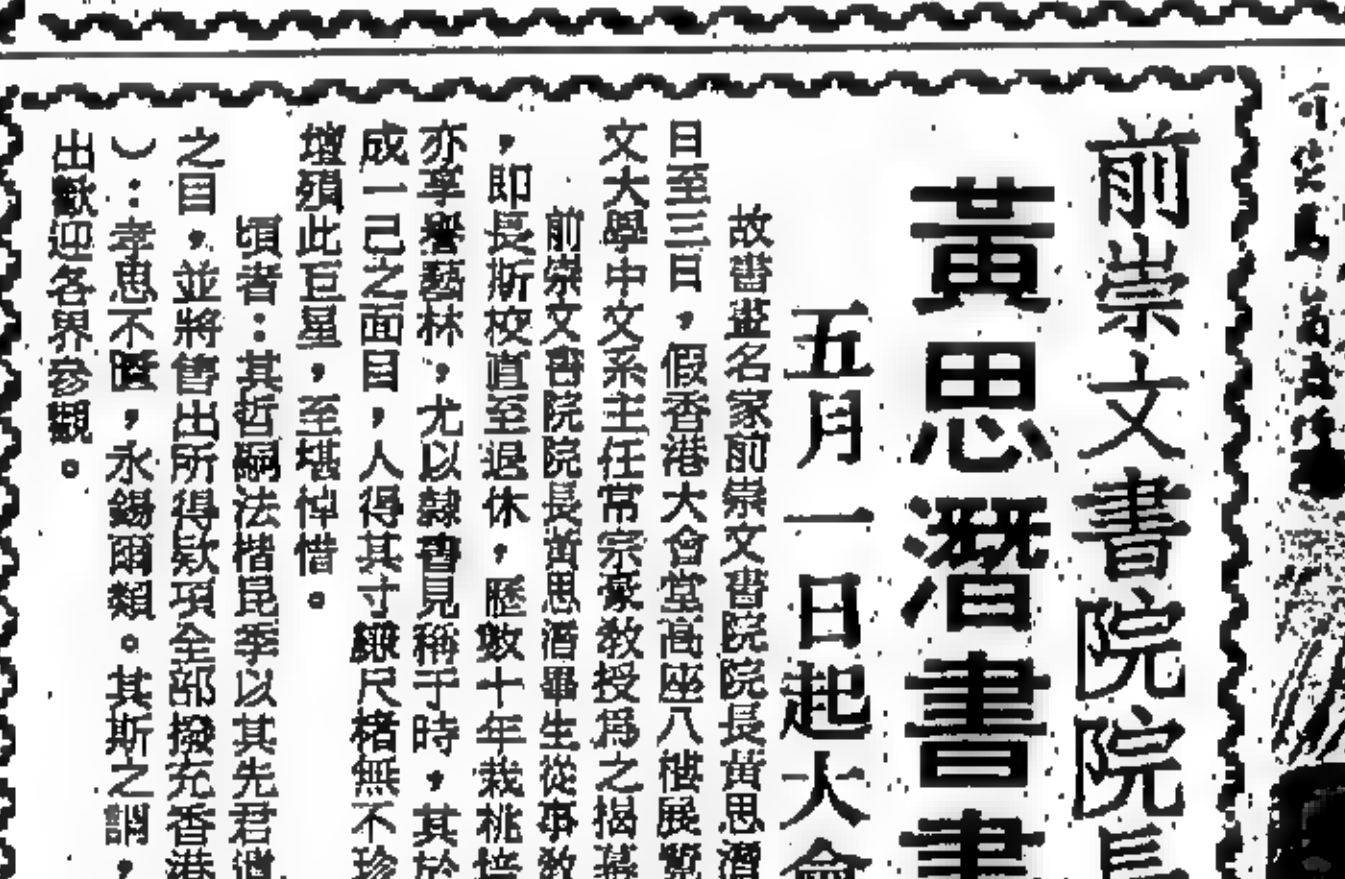 前崇文書院院長
黃思潛書畫
五月一日起大會
故書畫名家前崇文書院院長黃思潛
日至三日，假香港大會堂高座八樓展覽
文大學中文系主任常宗豪教授爲之揭幕
前崇文書院院長黃思潛畢生從事教
，即長斯校直至退休，歷數十年栽桃培
亦享譽藝林，尤以隸書見稱于時，其於
成一己之面目，人得其寸縑尺楮無不珍
壇殞此巨星，至堪悼惜。
頃者：其哲嗣法楷昆季以其先君遺
之目，並將售出所得欵項全部撥充香港
）：孝思不匱，永錫爾類。其斯之謂，
出歡迎各界參觀。